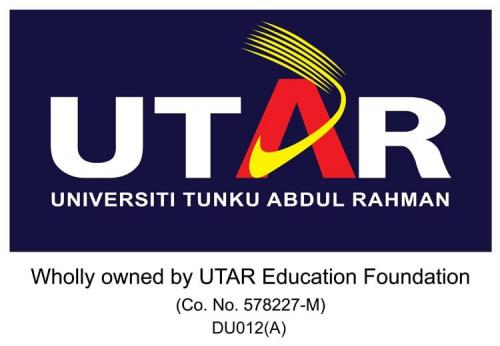 UTAR
UNIVERSITI TUNKU ABDUL RAHMAN
Wholly owned by UTAR Education Foundation
(Co. No. 578227-M)
DU012(A)